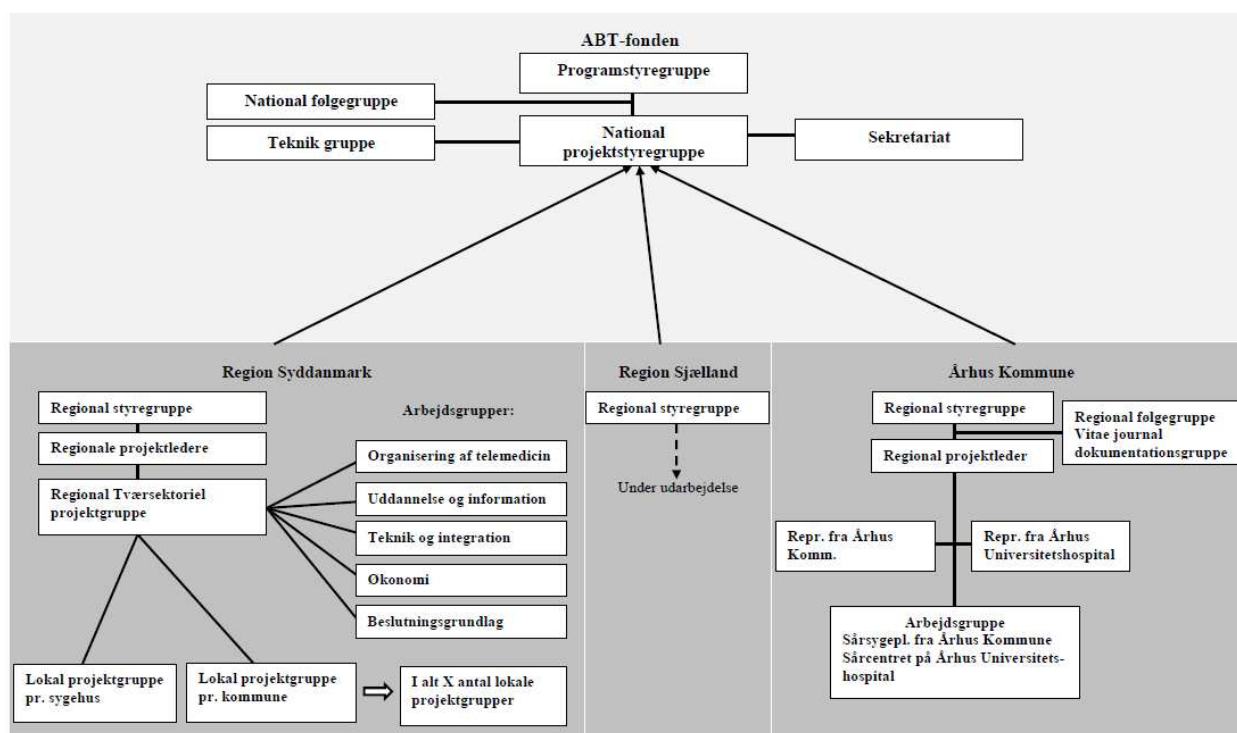 ABT-fonden
Programstyregruppe
National følgegruppe
Teknik gruppe
National
projektstyregruppe
Sekretariat
Region Syddanmark
Regional styregruppe
Regionale projektledere
Regional Tværsektoriel
projektgruppe
Arbejdsgrupper:
Organisering af telemedicin
Uddannelse og information
Teknik og integration
Okonomi
Beslutningsgrundlag
Lokal projektgruppe
pr. sygehus
Lokal projektgruppe
pr. kommune
I alt X antal lokale
projektgrupper
Region Sjælland
Regional styregruppe
Under udarbejdelse
Århus Kommune
Regional styregruppe
Regional projektleder
Regional følgegruppe
Vitae journal
dokumentationsgruppe
Repr. fra Århus
Komm.
Repr. fra Århus
Universitetshospital
Arbejdsgruppe
Sårsygepl. fra Århus Kommune
Sårcentret på Århus Universitets-
hospital